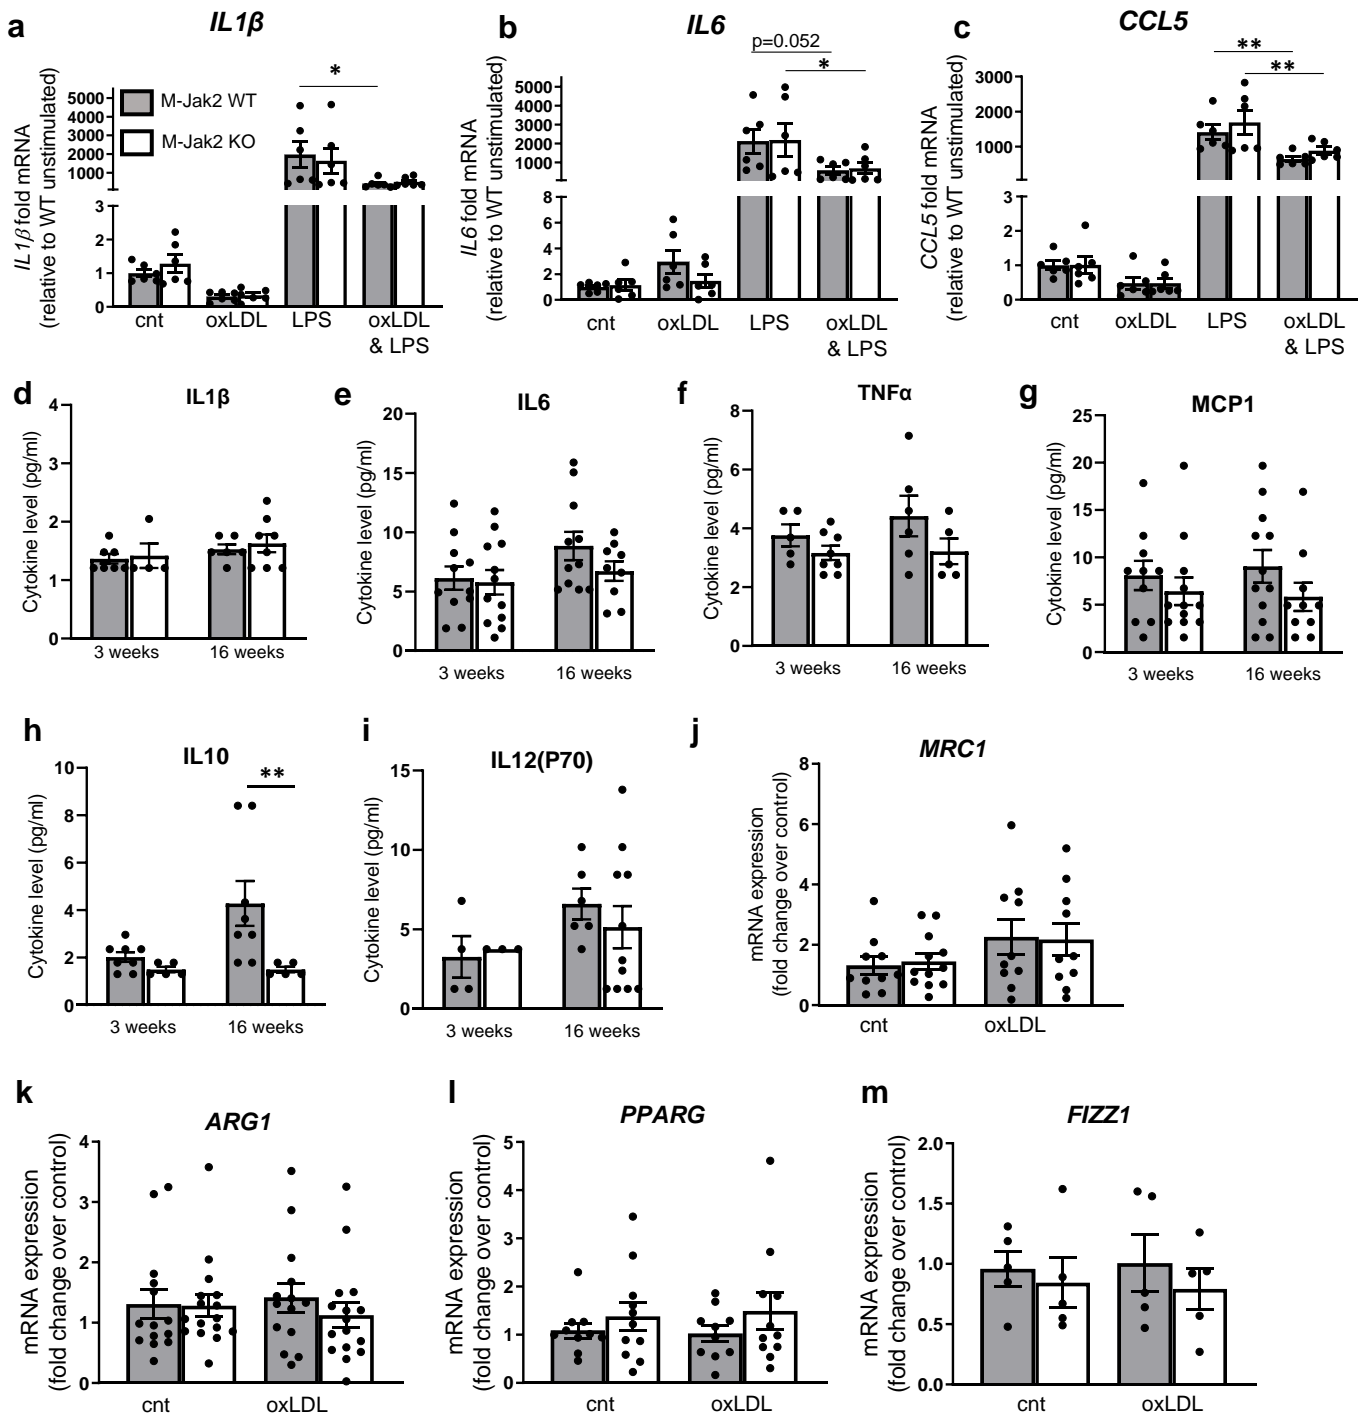 a
IL1β
IL1β fold mRNA
(relative to WT unstimulated)
5000
4000
3000
2000
1000
3
2
1
0
M-Jak2 WT
M-Jak2 KO
*
cnt
oxLDL
LPS
oxLDL
& LPS
b
IL6
p=0.052
*
IL6 fold mRNA
(relative to WT unstimulated)
5000
4000
3000
2000
1000
8
6
4
2
0
cnt
oxLDL
LPS
oxLDL
& LPS
c
CCL5
**
**
CCL5 fold mRNA
(relative to WT unstimulated)
3000
2000
1000
0
3
2
1
0
cnt
oxLDL
LPS
oxLDL
& LPS
d
IL1β
Cytokine level (pg/ml)
4
3
2
1
0
3 weeks
16 weeks
e
IL6
Cytokine level (pg/ml)
20
15
10
5
0
3 weeks
16 weeks
f
TNFα
Cytokine level (pg/ml)
8
6
4
2
0
3 weeks
16 weeks
g
MCP1
Cytokine level (pg/ml)
25
20
15
10
5
0
3 weeks
16 weeks
h
IL10
**
Cytokine level (pg/ml)
10
8
6
4
2
0
3 weeks
16 weeks
i
IL12(P70)
Cytokine level (pg/ml)
15
10
5
0
3 weeks
16 weeks
j
MRC1
mRNA expression
(fold change over control)
8
6
4
2
0
cnt
oxLDL
k
ARG1
mRNA expression
(fold change over control)
4
3
2
1
0
cnt
oxLDL
l
PPARG
mRNA expression
(fold change over control)
5
4
3
2
1
0
cnt
oxLDL
m
FIZZ1
mRNA expression
(fold change over control)
2.0
1.5
1.0
0.5
0.0
cnt
oxLDL